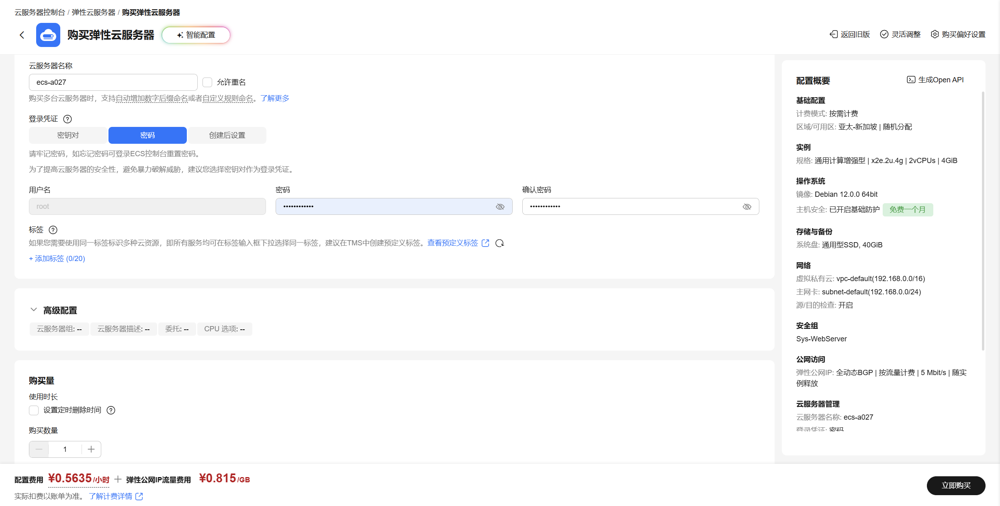 云服务器控制台 / 弹性云服务器 / 购买弹性云服务器
购买弹性云服务器
智能配置
返回旧版
灵活调整
购买偏好设置
云服务器名称
ecs-a027
允许重名
购买多台云服务器时，支持自动增加数字后缀命名或者自定义规则命名。了解更多
登录凭证
密钥对
密码
创建后设置
请牢记密码，如忘记密码可登录ECS控制台重置密码。
为了提高云服务器的安全性，避免暴力破解威胁，建议您选择密钥对作为登录凭证。
用户名
密码
确认密码
root
••••••••••••
••••••••••••
标签
如果您需要使用同一标签标识多种云资源，即所有服务均可在标签输入框下拉选择同一标签，建议在TMS中创建预定义标签。查看预定义标签
+ 添加标签 (0/20)
高级配置
云服务器组: --
云服务器描述: --
委托: --
CPU 选项: --
购买量
使用时长
设置定时删除时间
购买数量
1
配置概要
生成Open API
基础配置
计费模式: 按需计费
区域/可用区: 亚太-新加坡 | 随机分配
实例
规格: 通用计算增强型 | x2e.2u.4g | 2vCPUs | 4GiB
操作系统
镜像: Debian 12.0.0 64bit
主机安全: 已开启基础防护 免费一个月
存储与备份
系统盘: 通用型SSD, 40GiB
网络
虚拟私有云: vpc-default(192.168.0.0/16)
主网卡: subnet-default(192.168.0.0/24)
源/目的检查: 开启
安全组
Sys-WebServer
公网访问
弹性公网IP: 全动态BGP | 按流量计费 | 5 Mbit/s | 随实
例释放
云服务器管理
云服务器名称: ecs-a027
登录凭证: 密码
配置费用 ¥0.5635/小时 + 弹性公网IP流量费用 ¥0.815/GB
实际扣费以账单为准。 了解计费详情
立即购买